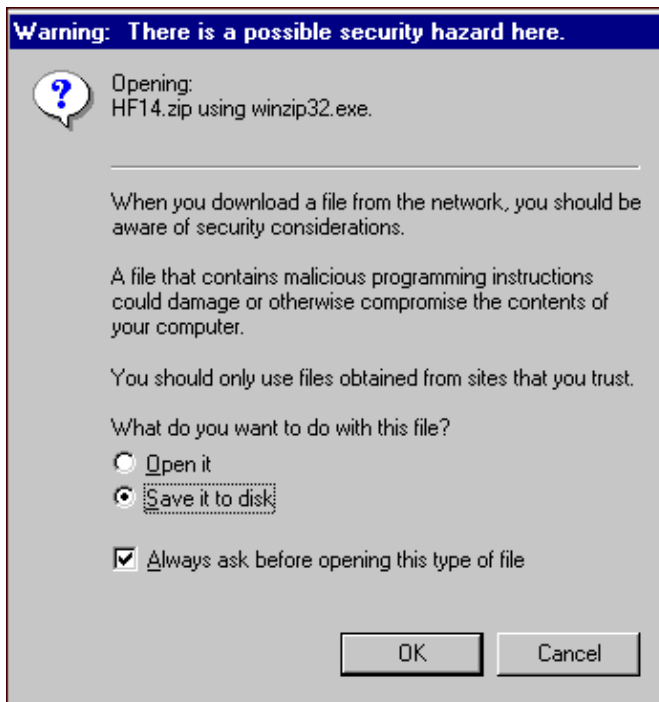 Warning: There is a possible security hazard here.
Opening:
HF14.zip using winzip32.exe.
When you download a file from the network, you should be
aware of security considerations.
A file that contains malicious programming instructions
could damage or otherwise compromise the contents of
your computer.
You should only use files obtained from sites that you trust.
What do you want to do with this file?
Open it
Save it to disk
Always ask before opening this type of file
OK Cancel